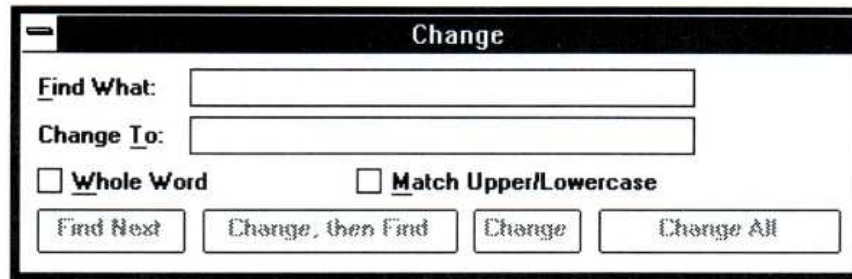 Change
Find What:
Change To:
Whole Word Match Upper/Lowercase
Find Next Change, then Find Change Change All